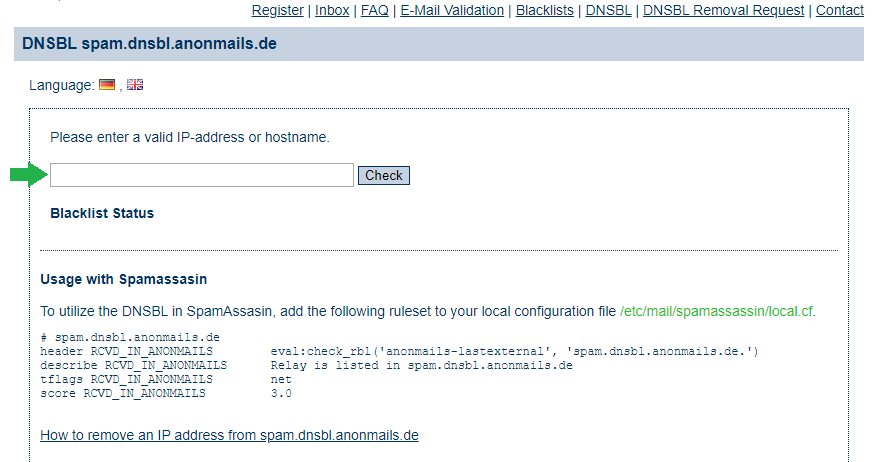 Register | Inbox | FAQ | E-Mail Validation | Blacklists | DNSBL | DNSBL Removal Request | Contact
DNSBL spam.dnsbl.anonmails.de
Language: ,
Please enter a valid IP-address or hostname.
Check
Blacklist Status
Usage with Spamassasin
To utilize the DNSBL in SpamAssasin, add the following ruleset to your local configuration file /etc/mail/spamassassin/local.cf.
# spam.dnsbl.anonmails.de
header RCVD_IN_ANONMAILS eval:check_rbl('anonmails-lastexternal', 'spam.dnsbl.anonmails.de.')
describe RCVD_IN_ANONMAILS Relay is listed in spam.dnsbl.anonmails.de
tflags RCVD_IN_ANONMAILS net
score RCVD_IN_ANONMAILS 3.0
How to remove an IP address from spam.dnsbl.anonmails.de